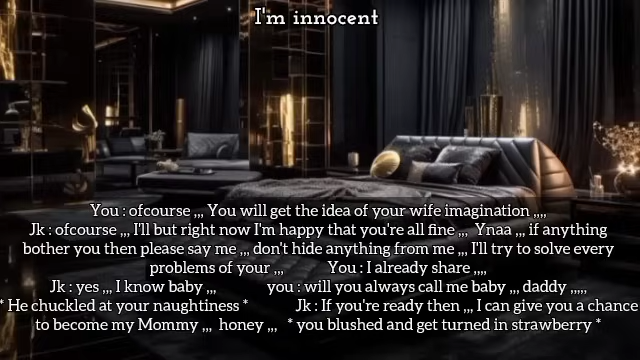 I'm innocent
You : ofcourse ,,, You will get the idea of your wife imagination ,,,,
Jk : ofcourse ,,, I'll but right now I'm happy that you're all fine ,,, Ynaa ,,, if anything
bother you then please say me ,,, don't hide anything from me ,,, I'll try to solve every
problems of your ,,, You : I already share ,,,,
Jk : yes ,,, I know baby ,,, you : will you always call me baby ,,, daddy ,,,,,
* He chuckled at your naughtiness * Jk : If you're ready then ,,, I can give you a chance
to become my Mommy ,,, honey ,,, * you blushed and get turned in strawberry *